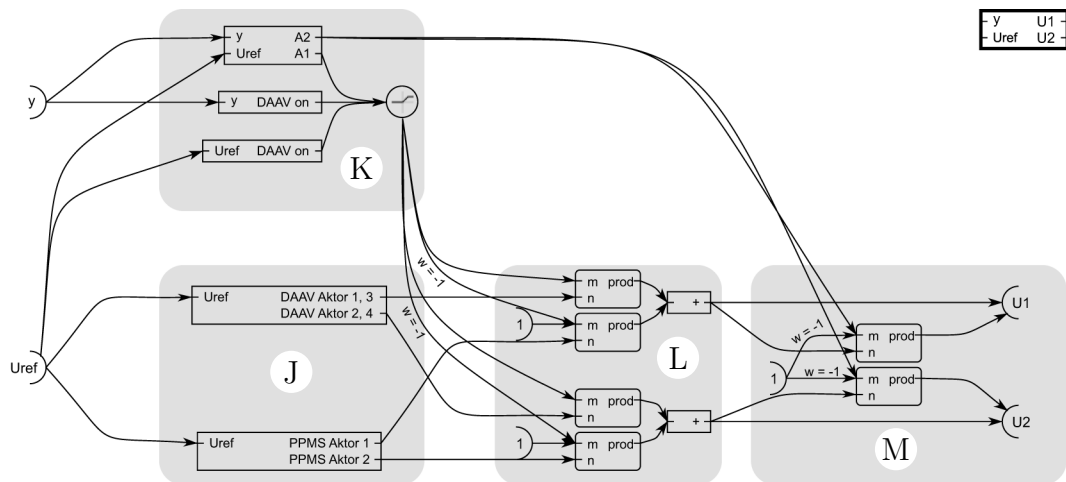 y U1
Uref U2
y A2
Uref A1
y
y DAAV on
Uref DAAV on
K
w = -1
w = -1
Uref DAAV Aktor 1, 3
DAAV Aktor 2, 4
J
Uref
Uref PPMS Aktor 1
PPMS Aktor 2
m prod
n
1
m prod
n
- +
L
m prod
n
1
m prod
n
- +
w = -1
m prod
n
1
w = -1
m prod
n
M
U1
U2